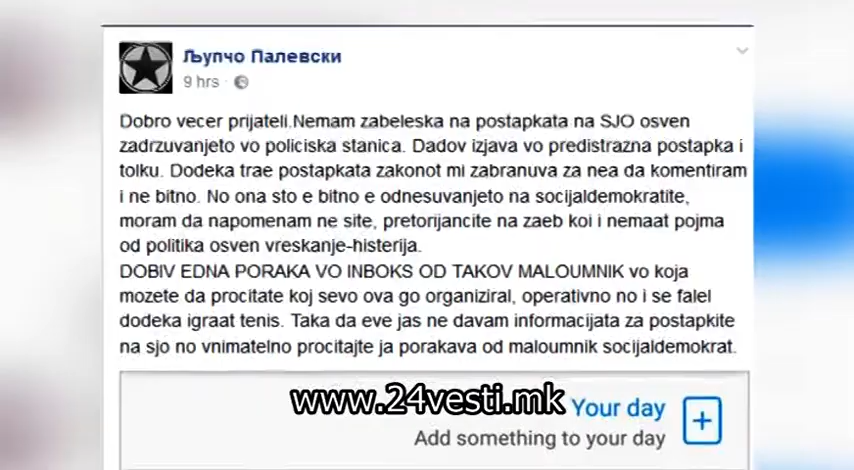 Љупчо Палевски
9 hrs
Dobro vecer prijateli.Nemam zabeleska na postapkata na SJO osven
zadrzuvanjeto vo policiska stanica. Dadov izjava vo predistrazna postapka i
tolku. Dodeka trae postapkata zakonot mi zabranuva za nea da komentiram
i ne bitno. No ona sto e bitno e odnesuvanjeto na socijaldemokratite,
moram da napomenam ne site, pretorijancite na zaeb koi i nemaat pojma
od politika osven vreskanje-histerija.
DOBIV EDNA PORAKA VO INBOKS OD TAKOV MALOUMNIK vo koja
mozete da procitate koj sevo ova go organiziral, operativno no i se falel
dodeka igraat tenis. Taka da eve jas ne davam informacijata za postapkite
na sjo no vnimatelno procitajte ja porakava od maloumnik socijaldemokrat.
www.24vesti.mk
Your day
Add something to your day